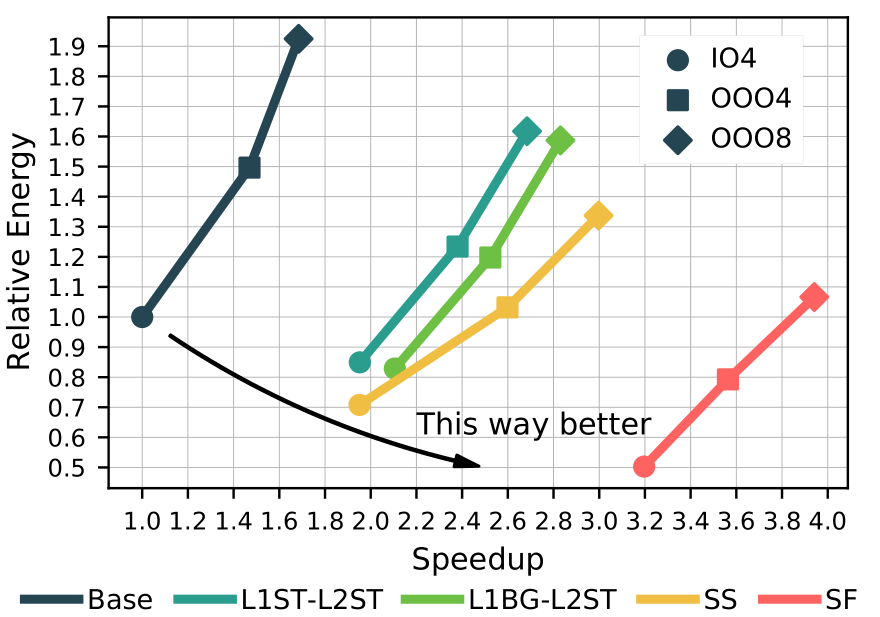 IO4
OOO4
OOO8
1.9
1.8
1.7
1.6
1.5
1.4
1.3
1.2
1.1
1.0
0.9
0.8
0.7
0.6
0.5
Relative Energy
This way better
1.0 1.2 1.4 1.6 1.8 2.0 2.2 2.4 2.6 2.8 3.0 3.2 3.4 3.6 3.8 4.0
Speedup
Base L1ST-L2ST L1BG-L2ST SS SF